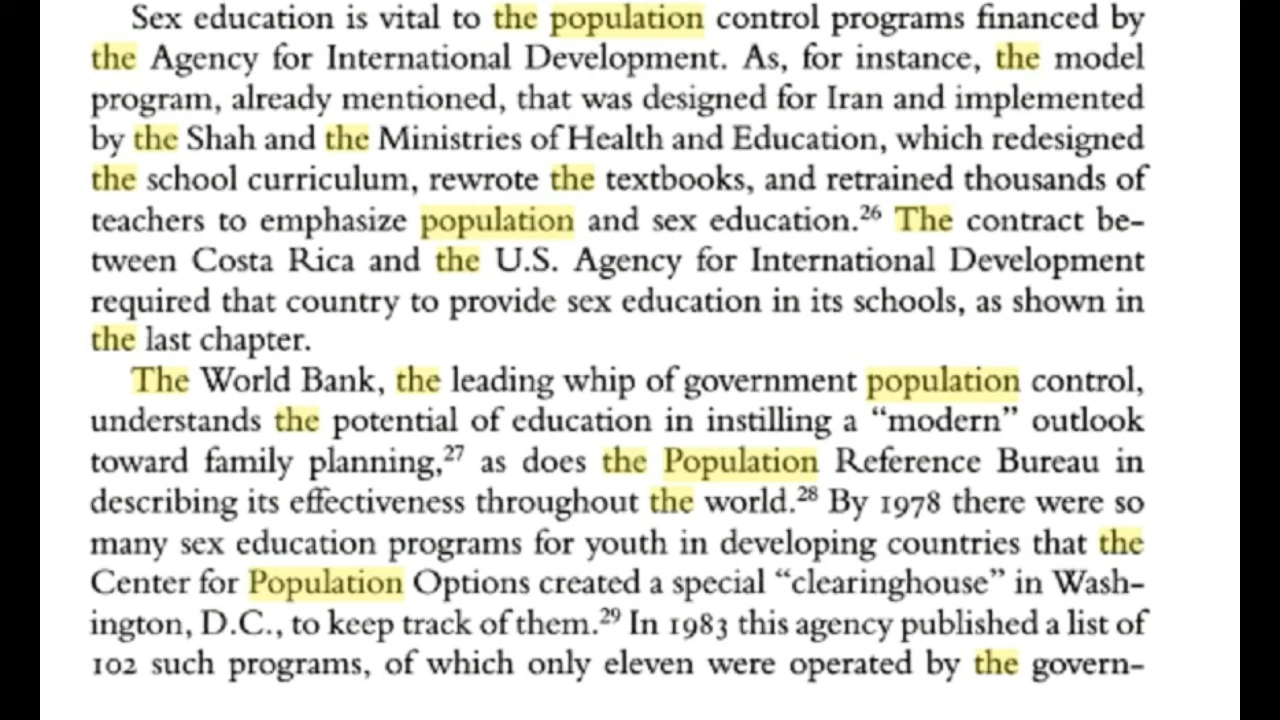 Sex education is vital to the population control programs financed by
the Agency for International Development. As, for instance, the model
program, already mentioned, that was designed for Iran and implemented
by the Shah and the Ministries of Health and Education, which redesigned
the school curriculum, rewrote the textbooks, and retrained thousands of
teachers to emphasize population and sex education.²⁶ The contract be-
tween Costa Rica and the U.S. Agency for International Development
required that country to provide sex education in its schools, as shown in
the last chapter.
The World Bank, the leading whip of government population control,
understands the potential of education in instilling a “modern” outlook
toward family planning,²⁷ as does the Population Reference Bureau in
describing its effectiveness throughout the world.²⁸ By 1978 there were so
many sex education programs for youth in developing countries that the
Center for Population Options created a special “clearinghouse” in Wash-
ington, D.C., to keep track of them.²⁹ In 1983 this agency published a list of
102 such programs, of which only eleven were operated by the govern-